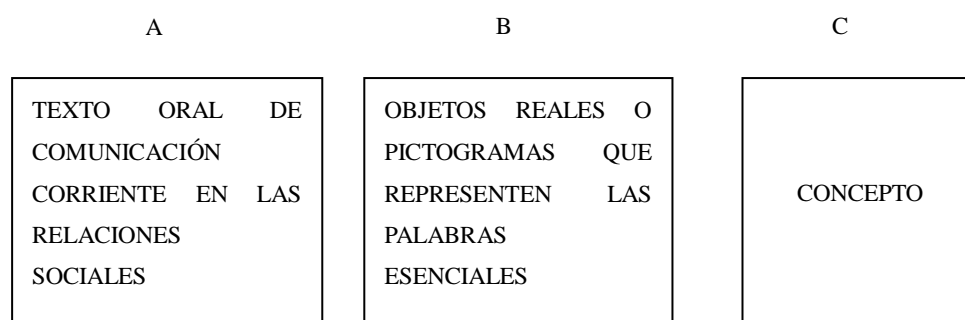 A
B
C
TEXTO ORAL DE
COMUNICACIÓN
CORRIENTE EN LAS
RELACIONES
SOCIALES
OBJETOS REALES O
PICTOGRAMAS QUE
REPRESENTEN LAS
PALABRAS
ESENCIALES
CONCEPTO